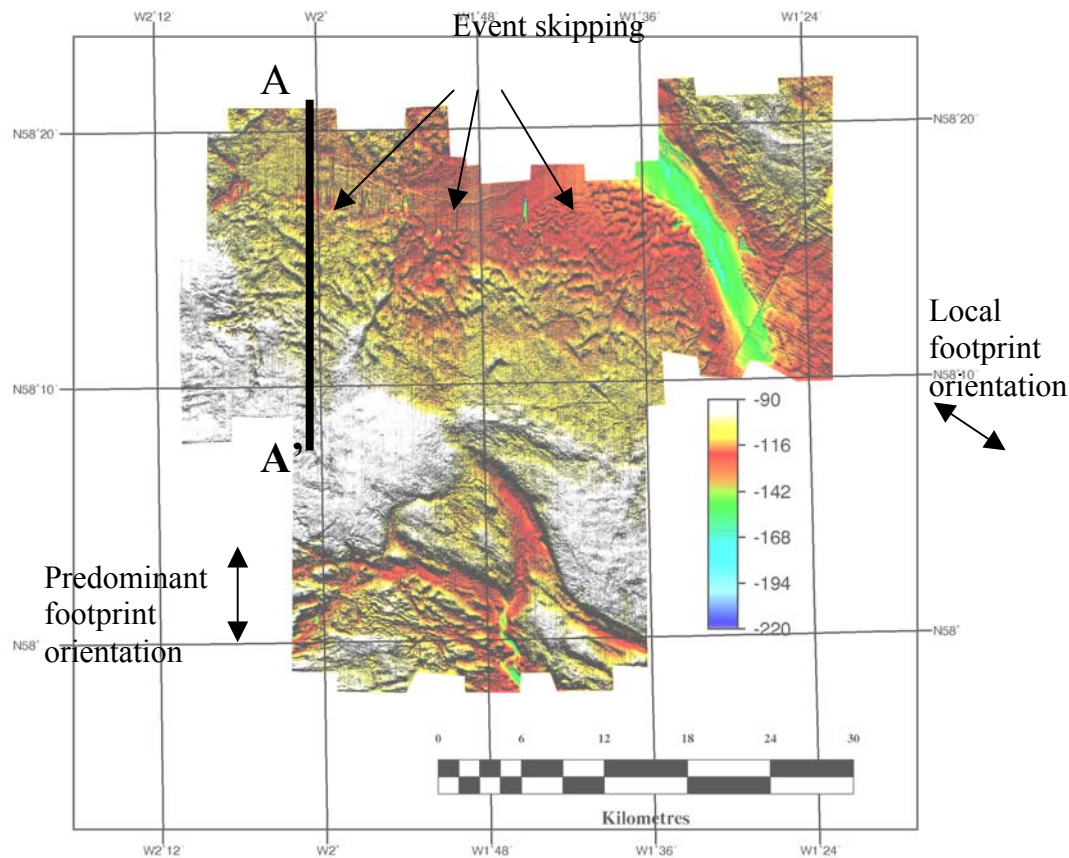 W2°12' W2° W1°48' W1°36' W1°24'
Event skipping
A
N58°20' N58°20'
Local
footprint
orientation
N58°10' N58°10'
A’
-90
-116
-142
-168
-194
-220
Predominant
footprint
orientation
N58° N58°
0 6 12 18 24 30
Kilometres
W2°12' W2° W1°48' W1°36' W1°24'